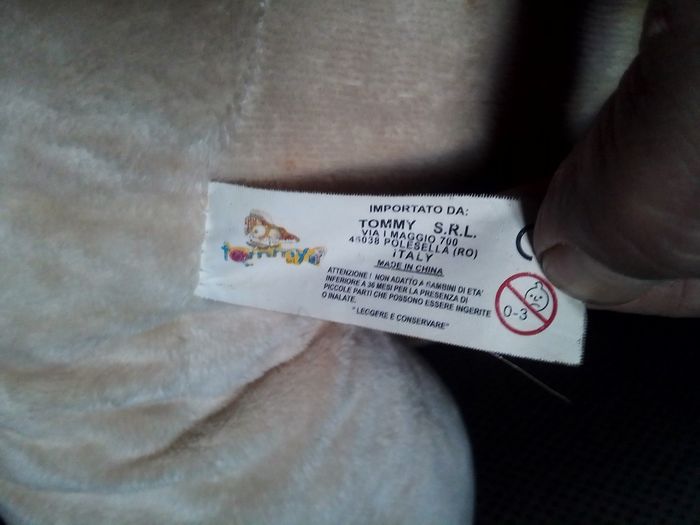 IMPORTATO DA:
TOMMY S.R.L.
VIA I MAGGIO 700
45038 POLESELLA (RO)
ITALY
MADE IN CHINA
ATTENZIONE ! NON ADATTO A BAMBINI DI ETA'
INFERIORE A 36 MESI PER LA PRESENZA DI
PICCOLE PARTI CHE POSSONO ESSERE INGERITE
O INALATE.
"LEGGERE E CONSERVARE"
0-3